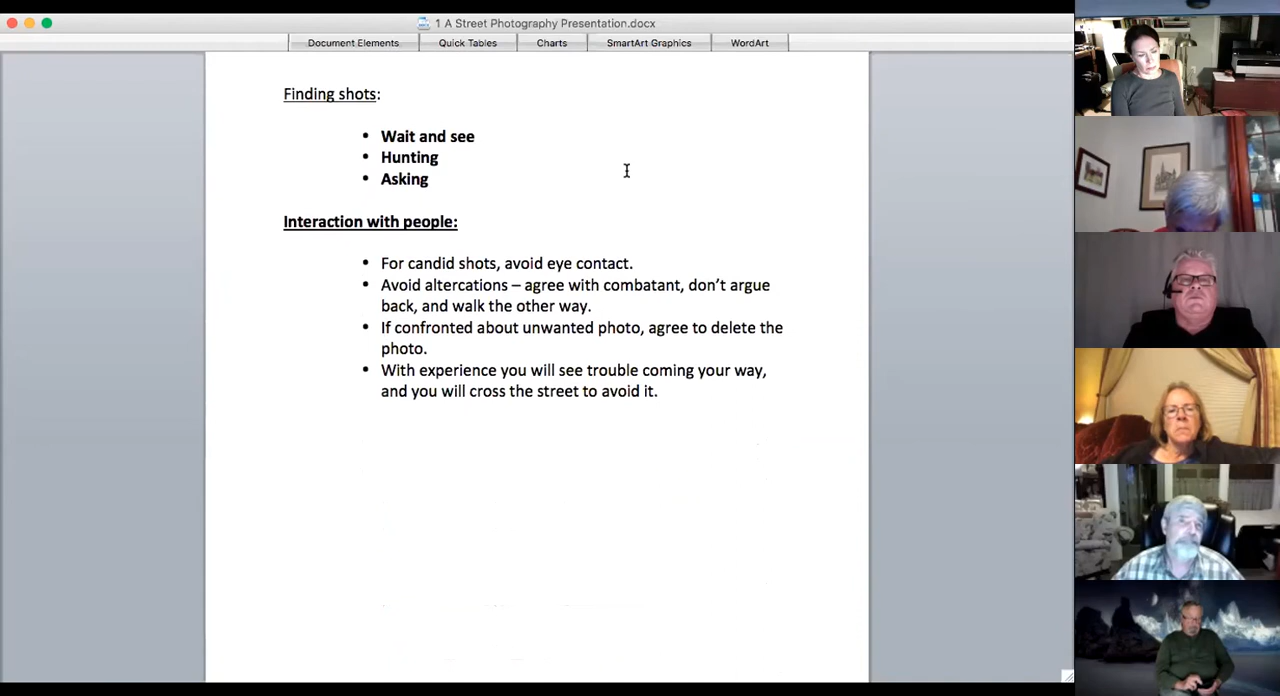 1 A Street Photography Presentation.docx
Document Elements
Quick Tables
Charts
SmartArt Graphics
WordArt
Finding shots:
• Wait and see
• Hunting
• Asking
Interaction with people:
• For candid shots, avoid eye contact.
• Avoid altercations – agree with combatant, don’t argue
back, and walk the other way.
• If confronted about unwanted photo, agree to delete the
photo.
• With experience you will see trouble coming your way,
and you will cross the street to avoid it.